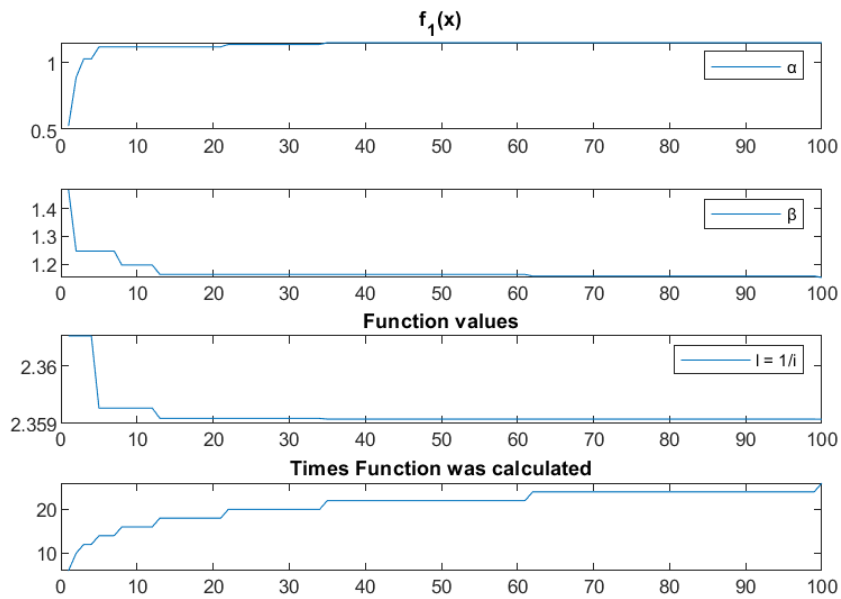 f1(x)
1
0.5
α
0 10 20 30 40 50 60 70 80 90 100
1.4
1.3
1.2
β
0 10 20 30 40 50 60 70 80 90 100
Function values
2.36
2.359
l = 1/i
0 10 20 30 40 50 60 70 80 90 100
Times Function was calculated
20
10
0 10 20 30 40 50 60 70 80 90 100